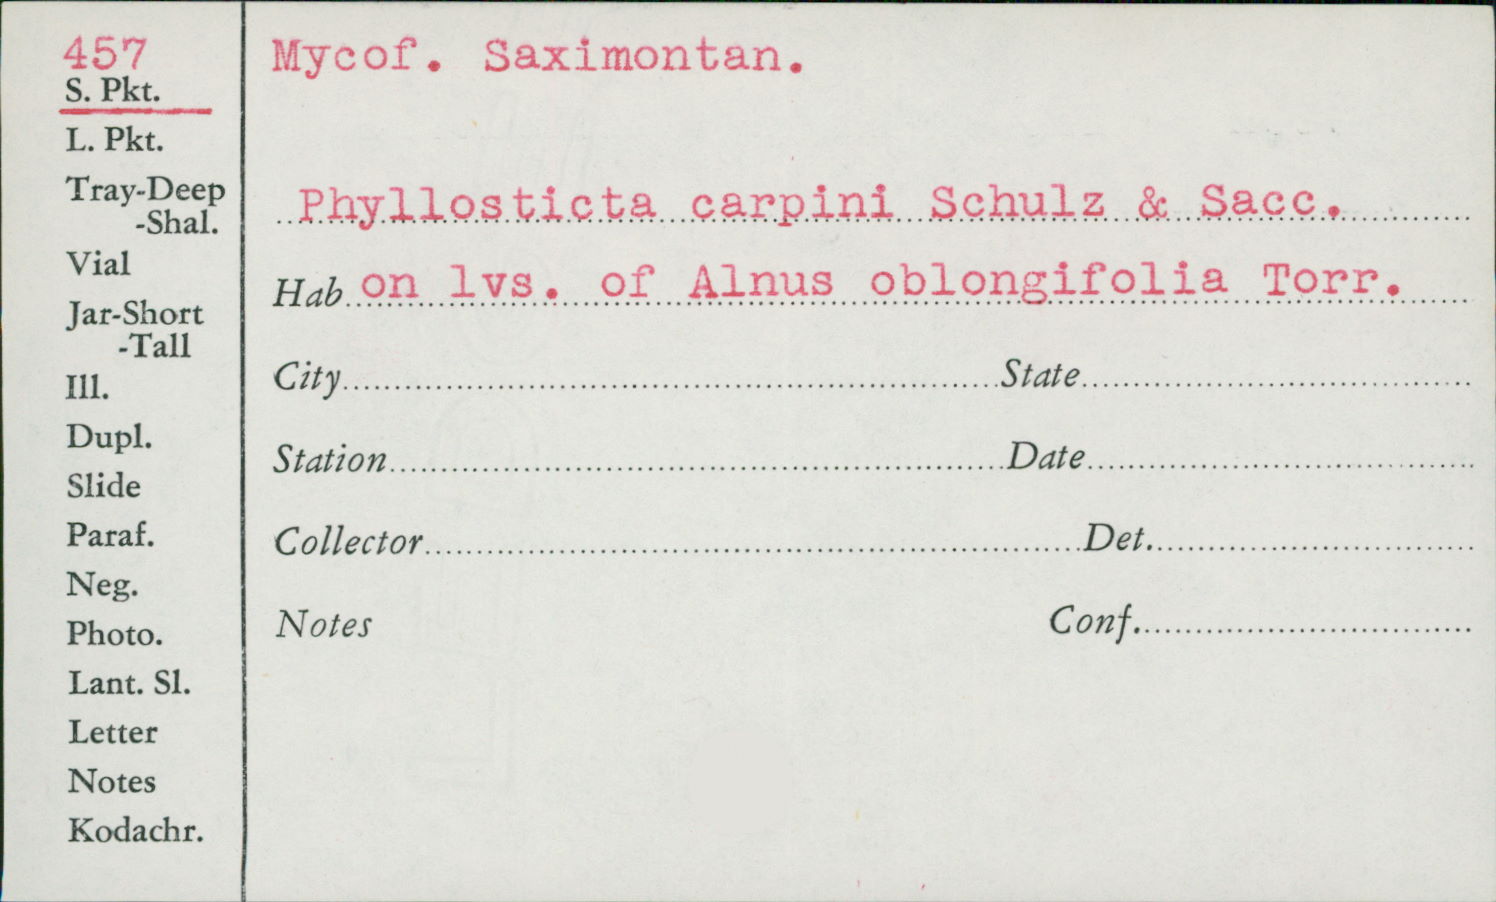 457
S. Pkt.
L. Pkt.
Tray-Deep
-Shal.
Vial
Jar-Short
-Tall
Ill.
Dupl.
Slide
Paraf.
Neg.
Photo.
Lant. Sl.
Letter
Notes
Kodachr.
Mycof. Saximontan.
Phyllosticta carpini Schulz & Sacc.
Hab on lvs. of Alnus oblongifolia Torr.
City State
Station Date
Collector Det.
Notes Conf.